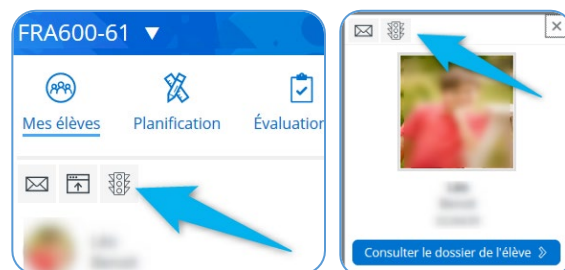 FRA600-61 ▼
Mes élèves
Planification
Évaluation
Consulter le dossier de l'élève »